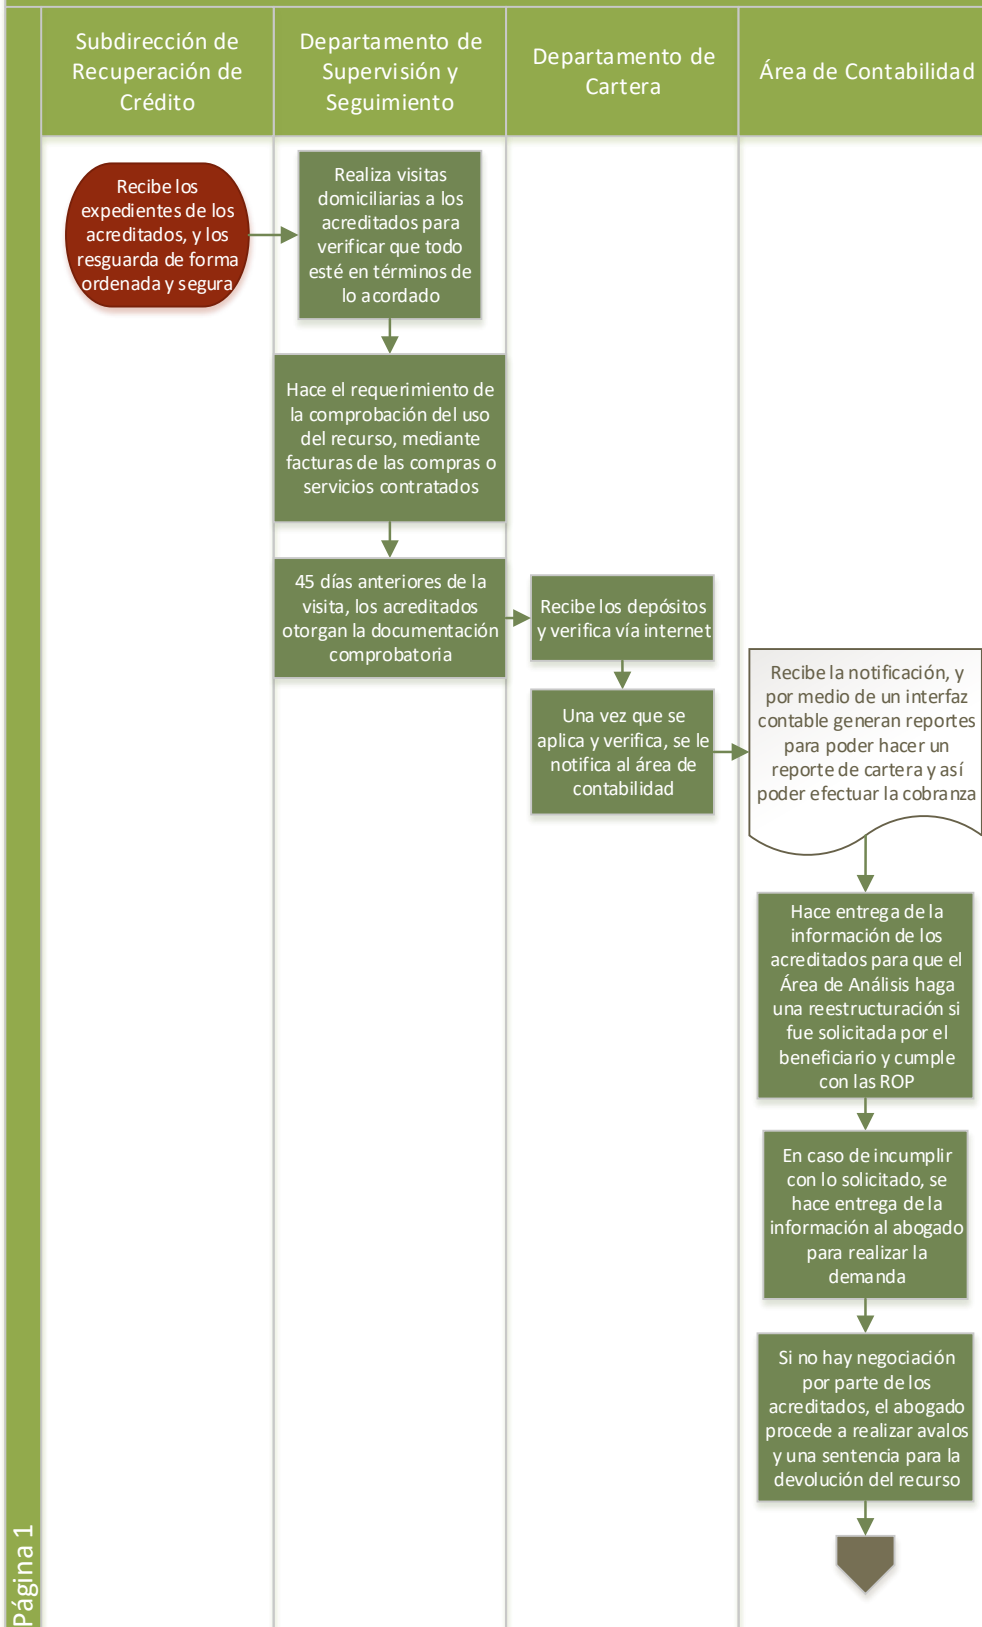 Subdirección de
Recuperación de
Crédito
Departamento de
Supervisión y
Seguimiento
Departamento de
Cartera
Área de Contabilidad
Recibe los
expedientes de los
acreditados, y los
resguarda de forma
ordenada y segura
Realiza visitas
domiciliarias a los
acreditados para
verificar que todo
esté en términos de
lo acordado
Hace el requerimiento de
la comprobación del uso
del recurso, mediante
facturas de las compras o
servicios contratados
45 días anteriores de la
visita, los acreditados
otorgan la documentación
comprobatoria
Recibe los depósitos
y verifica vía internet
Una vez que se
aplica y verifica, se le
notifica al área de
contabilidad
Recibe la notificación, y
por medio de un interfaz
contable generan reportes
para poder hacer un
reporte de cartera y así
poder efectuar la cobranza
Hace entrega de la
información de los
acreditados para que el
Área de Análisis haga
una reestructuración si
fue solicitada por el
beneficiario y cumple
con las ROP
En caso de incumplir
con lo solicitado, se
hace entrega de la
información al abogado
para realizar la
demanda
Si no hay negociación
por parte de los
acreditados, el abogado
procede a realizar avalos
y una sentencia para la
devolución del recurso
Página 1